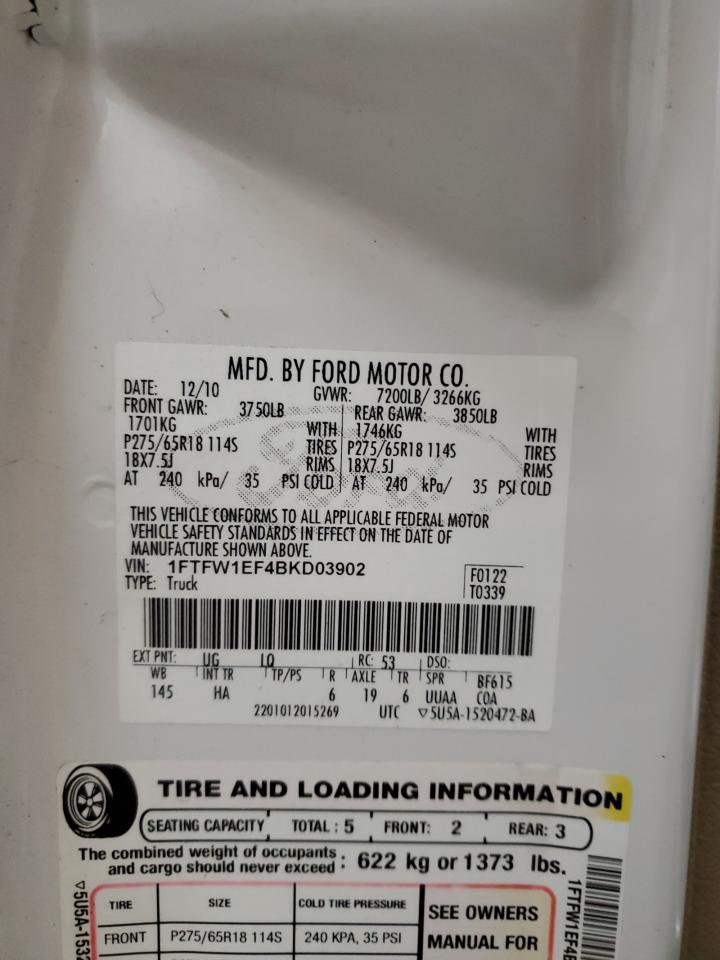 MFD. BY FORD MOTOR CO.
DATE: 12/10 GVWR: 7200LB/ 3266KG
FRONT GAWR: 3750LB REAR GAWR: 3850LB
1701KG WITH 1746KG WITH
P275/65R18 114S TIRES P275/65R18 114S TIRES
18X7.5J RIMS 18X7.5J RIMS
AT 240 kPa/ 35 PSI COLD AT 240 kPa/ 35 PSI COLD
THIS VEHICLE CONFORMS TO ALL APPLICABLE FEDERAL MOTOR
VEHICLE SAFETY STANDARDS IN EFFECT ON THE DATE OF
MANUFACTURE SHOWN ABOVE.
VIN: 1FTFW1EF4BKD03902 F0122
TYPE: Truck T0339
EXT PNT: UG LQ RC: 53 DSO:
WB INT TR TP/PS R AXLE TR SPR BF615
145 HA 6 19 6 UUAA COA
2201012015269 UTC ▽5U5A-1520472-BA
TIRE AND LOADING INFORMATION
SEATING CAPACITY TOTAL : 5 FRONT: 2 REAR: 3
The combined weight of occupants
and cargo should never exceed : 622 kg or 1373 lbs.
TIRE SIZE COLD TIRE PRESSURE SEE OWNERS
FRONT P275/65R18 114S 240 KPA, 35 PSI MANUAL FOR
▽5U5A-1532
1FTFW1EF4B